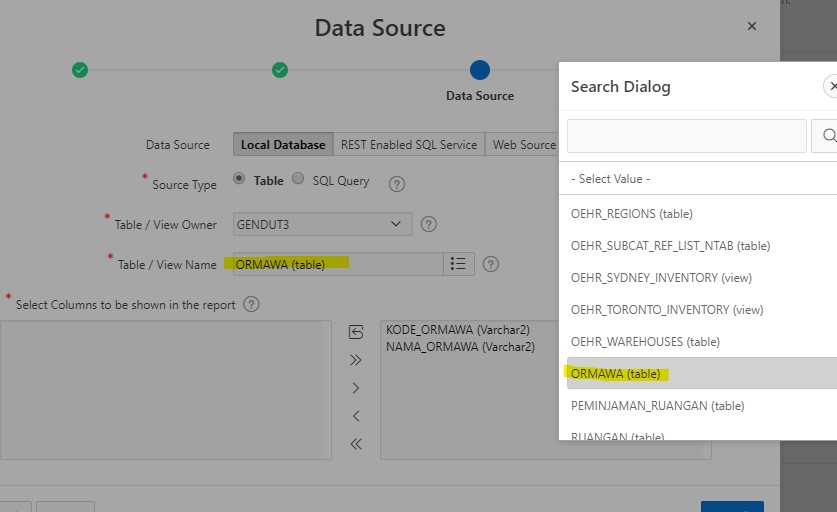 Data Source
Data Source
Data Source
Local Database
REST Enabled SQL Service
Web Source
* Source Type
Table
SQL Query
* Table / View Owner
GENDUT3
* Table / View Name
ORMAWA (table)
* Select Columns to be shown in the report
KODE_ORMAWA (Varchar2)
NAMA_ORMAWA (Varchar2)
Search Dialog
- Select Value -
OEHR_REGIONS (table)
OEHR_SUBCAT_REF_LIST_NTAB (table)
OEHR_SYDNEY_INVENTORY (view)
OEHR_TORONTO_INVENTORY (view)
OEHR_WAREHOUSES (table)
ORMAWA (table)
PEMINJAMAN_RUANGAN (table)
RUANGAN (table)